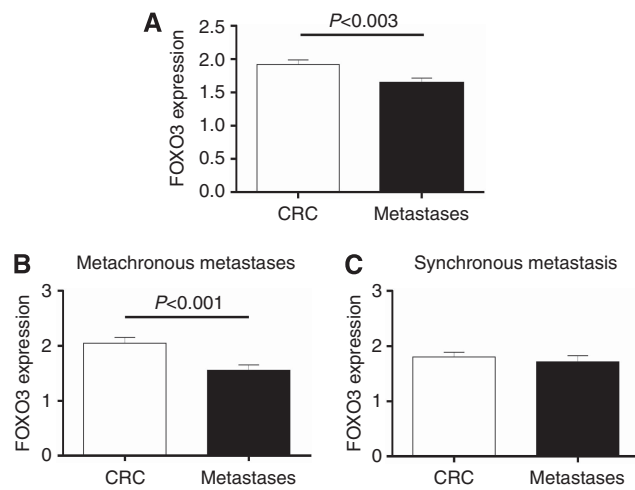 A
P<0.003
2.5
2.0
1.5
1.0
0.5
0.0
FOXO3 expression
CRC
Metastases
B
Metachronous metastases
P<0.001
3
2
1
0
FOXO3 expression
CRC
Metastases
C
Synchronous metastasis
3
2
1
0
FOXO3 expression
CRC
Metastases